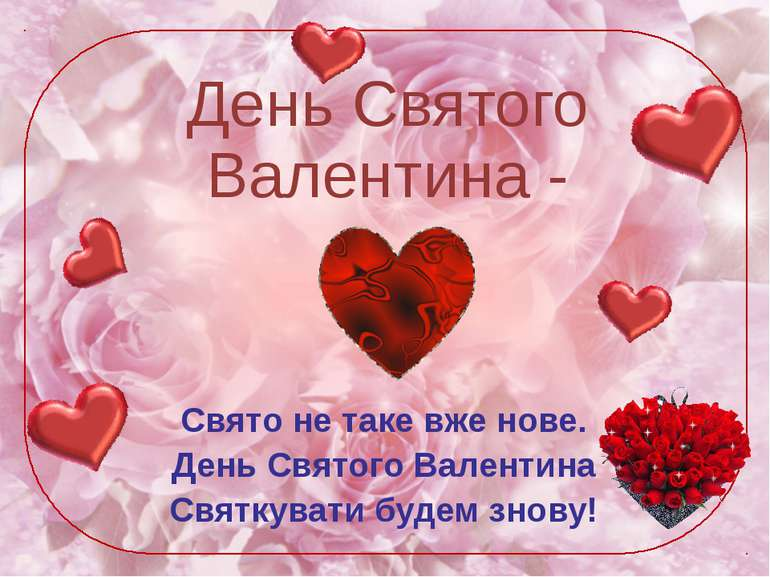 День Святого
Валентина -
Свято не таке вже нове.
День Святого Валентина
Святкувати будем знову!